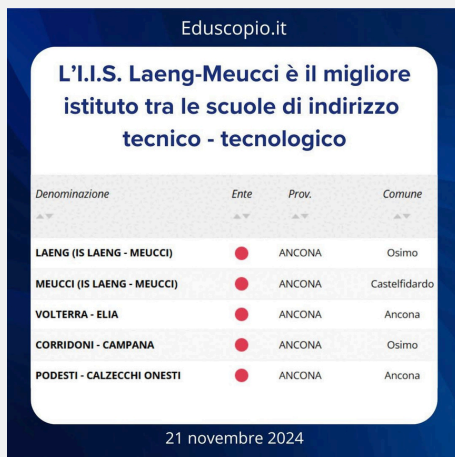 Eduscopio.it
L'I.I.S. Laeng-Meucci è il migliore
istituto tra le scuole di indirizzo
tecnico - tecnologico
Denominazione Ente Prov. Comune
LAENG (IS LAENG - MEUCCI) ANCONA Osimo
MEUCCI (IS LAENG - MEUCCI) ANCONA Castelfidardo
VOLTERRA - ELIA ANCONA Ancona
CORRIDONI - CAMPANA ANCONA Osimo
PODESTI - CALZECCHI ONESTI ANCONA Ancona
21 novembre 2024